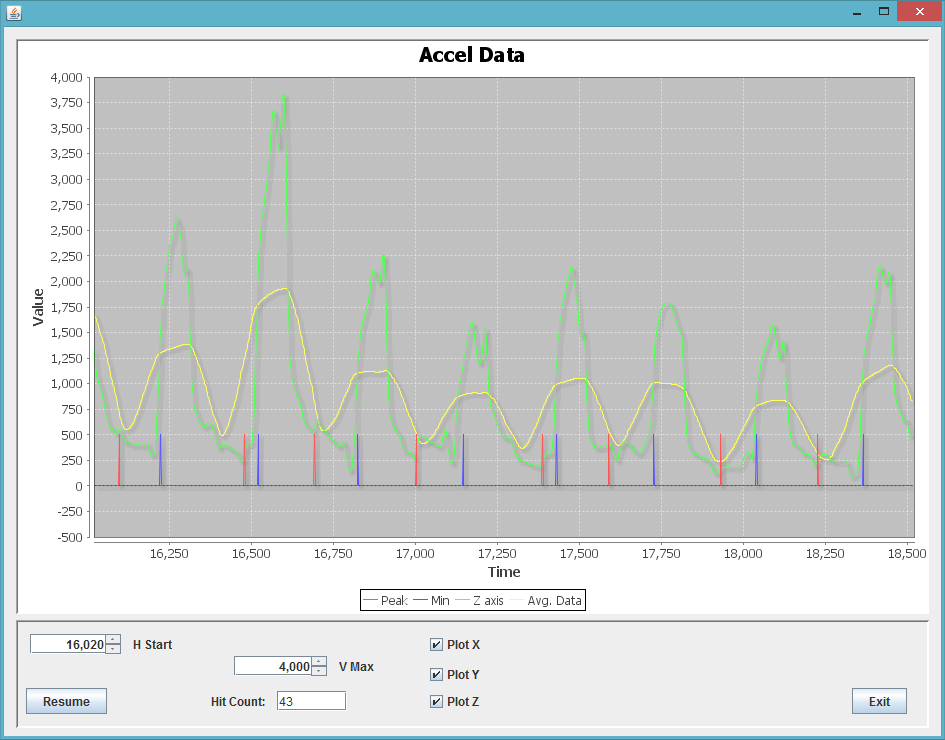 Accel Data
4,000
3,750
3,500
3,250
3,000
2,750
2,500
2,250
2,000
1,750
1,500
1,250
1,000
750
500
250
0
-250
-500
Value
16,250 16,500 16,750 17,000 17,250 17,500 17,750 18,000 18,250 18,500
Time
Peak Min Z axis Avg. Data
16,020 H Start
Plot X
4,000 V Max
Plot Y
Resume
Hit Count: 43
Plot Z
Exit